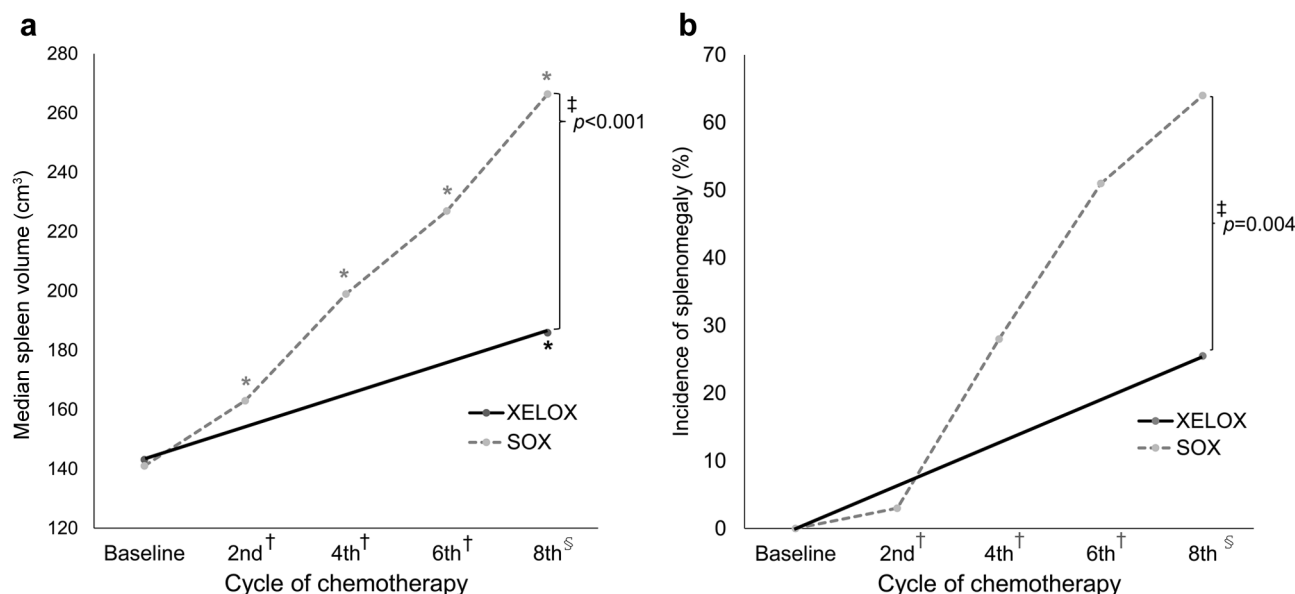 a
280
260
240
220
200
180
160
140
120
Median spleen volume (cm³)
*
*
*
*
*
‡
p<0.001
XELOX
SOX
Baseline
2nd†
4th†
6th†
8th§
Cycle of chemotherapy
b
70
60
50
40
30
20
10
0
Incidence of splenomegaly (%)
‡
p=0.004
XELOX
SOX
Baseline
2nd†
4th†
6th†
8th§
Cycle of chemotherapy